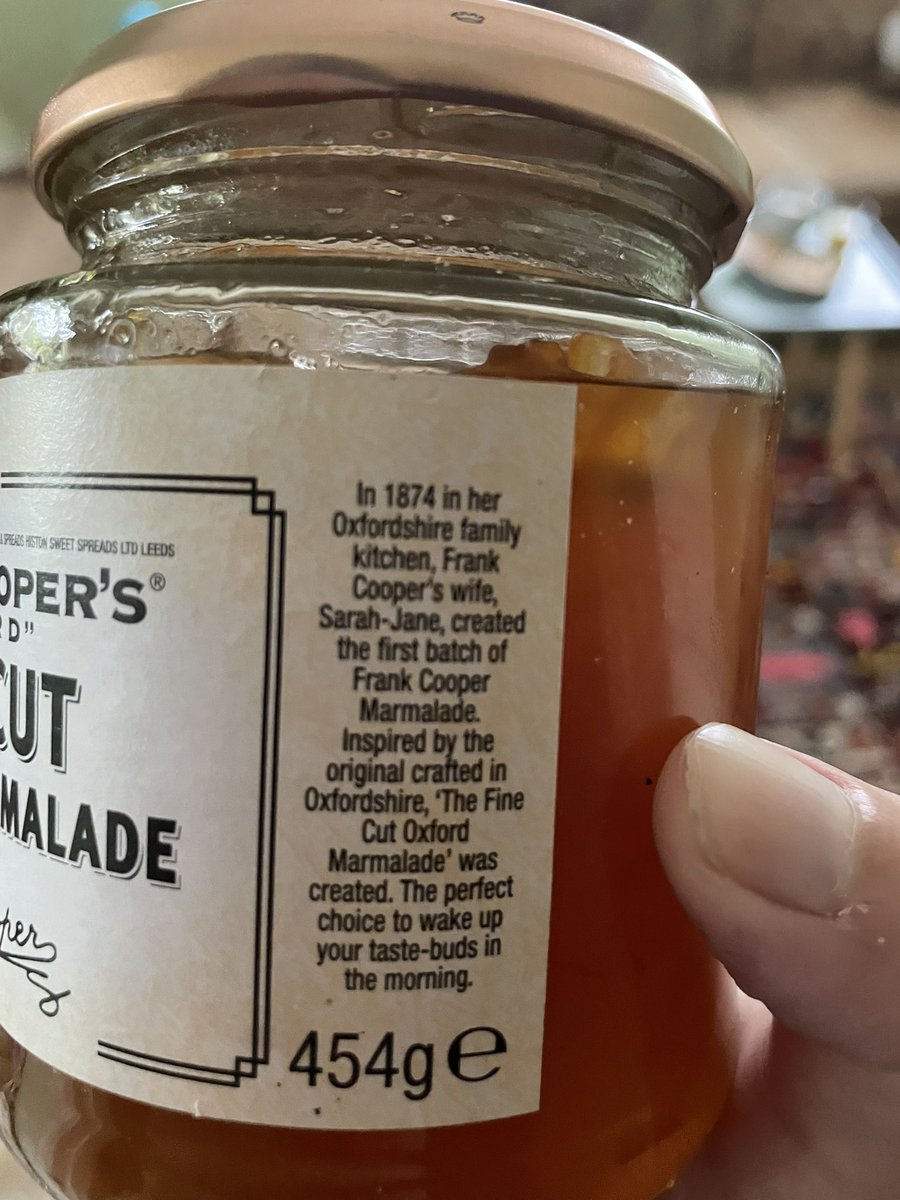 SPREADS HISTON SWEET SPREADS LTD LEEDS
OPER'S®
RD"
CUT
MALADE
per
In 1874 in her
Oxfordshire family
kitchen, Frank
Cooper's wife,
Sarah-Jane, created
the first batch of
Frank Cooper
Marmalade.
Inspired by the
original crafted in
Oxfordshire, 'The Fine
Cut Oxford
Marmalade' was
created. The perfect
choice to wake up
your taste-buds in
the morning.
454g℮